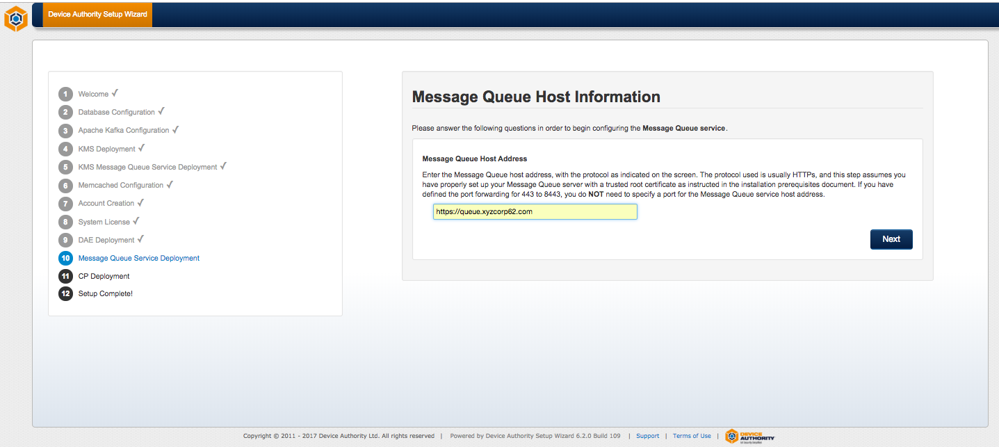 Device Authority Setup Wizard
1 Welcome ✓
2 Database Configuration ✓
3 Apache Kafka Configuration ✓
4 KMS Deployment ✓
5 KMS Message Queue Service Deployment ✓
6 Memcached Configuration ✓
7 Account Creation ✓
8 System License ✓
9 DAE Deployment ✓
10 Message Queue Service Deployment
11 CP Deployment
12 Setup Complete!
Message Queue Host Information
Please answer the following questions in order to begin configuring the Message Queue service.
Message Queue Host Address
Enter the Message Queue host address, with the protocol as indicated on the screen. The protocol used is usually HTTPs, and this step assumes you
have properly set up your Message Queue server with a trusted root certificate as instructed in the installation prerequisites document. If you have
defined the port forwarding for 443 to 8443, you do NOT need to specify a port for the Message Queue service host address.
https://queue.xyzcorp62.com
Next
Copyright © 2011 - 2017 Device Authority Ltd. All rights reserved | Powered by Device Authority Setup Wizard 6.2.0 Build 109 | Support | Terms of Use |
DEVICE
AUTHORITY
IoT Security Simplified